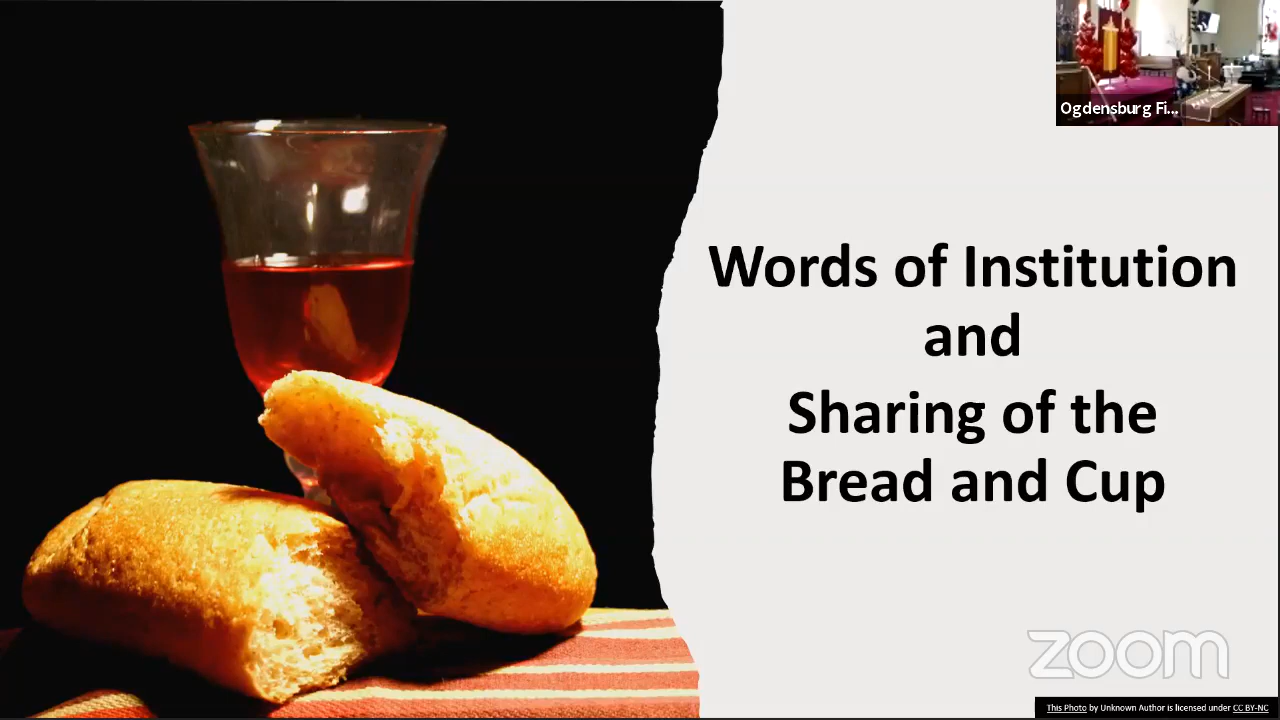 Ogdensburg Fi...
Words of Institution
and
Sharing of the
Bread and Cup
zoom
This Photo by Unknown Author is licensed under CC BY-NC